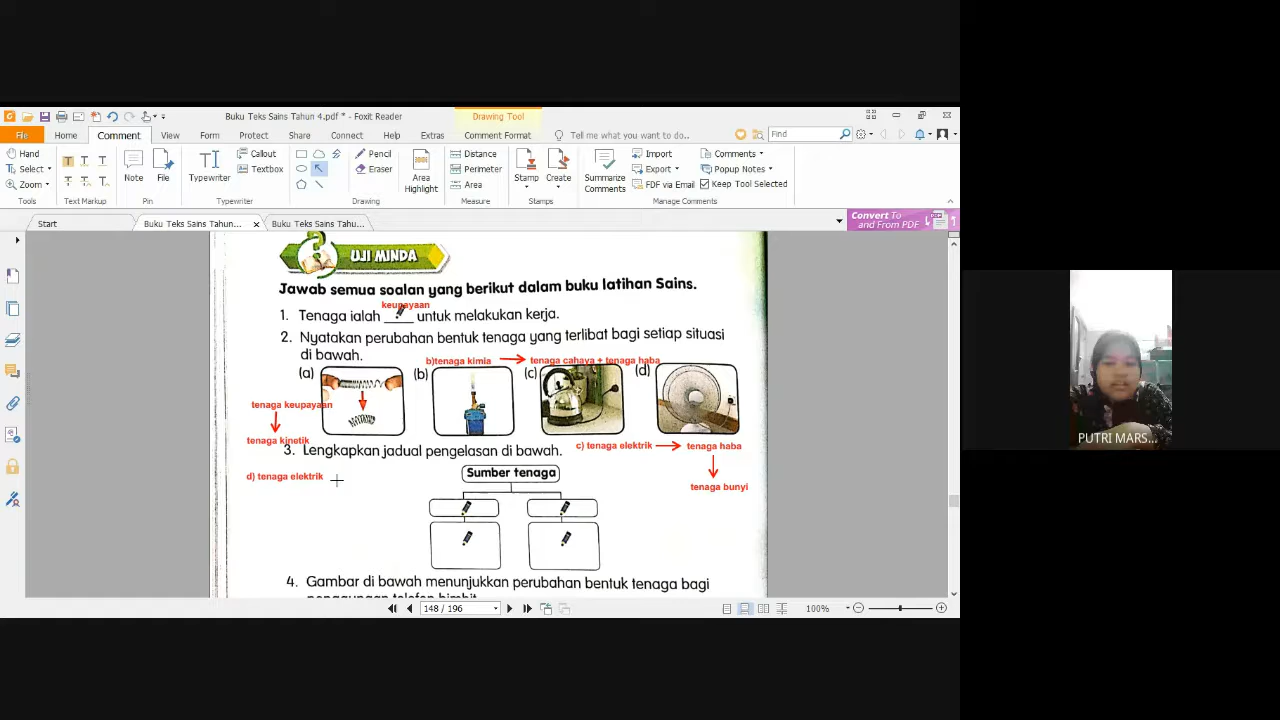 Buku Teks Sains Tahun 4.pdf * - Foxit Reader
Drawing Tool
File
Home
Comment
View
Form
Protect
Share
Connect
Help
Extras
Comment Format
Tell me what you want to do..
Find
Hand
Select
Zoom
Tools
Text Markup
Note
File
Pin
Typewriter
Callout
Textbox
Typewriter
Pencil
Eraser
Drawing
Area Highlight
Distance
Perimeter
Area
Measure
Stamp
Create
Stamps
Summarize Comments
Import
Export
FDF via Email
Comments
Popup Notes
Keep Tool Selected
Manage Comments
Start
Buku Teks Sains Tahun...
Buku Teks Sains Tahu...
Convert To
and From PDF
UJI MINDA
Jawab semua soalan yang berikut dalam buku latihan Sains.
keupayaan
1. Tenaga ialah ____ untuk melakukan kerja.
2. Nyatakan perubahan bentuk tenaga yang terlibat bagi setiap situasi
di bawah.
b)tenaga kimia
tenaga cahaya + tenaga haba
(a)
(b)
(c)
(d)
tenaga keupayaan
tenaga kinetik
c) tenaga elektrik
tenaga haba
tenaga bunyi
3. Lengkapkan jadual pengelasan di bawah.
d) tenaga elektrik
Sumber tenaga
4. Gambar di bawah menunjukkan perubahan bentuk tenaga bagi
penggunaan telefon bimbit.
148 / 196
100%
PUTRI MARS...